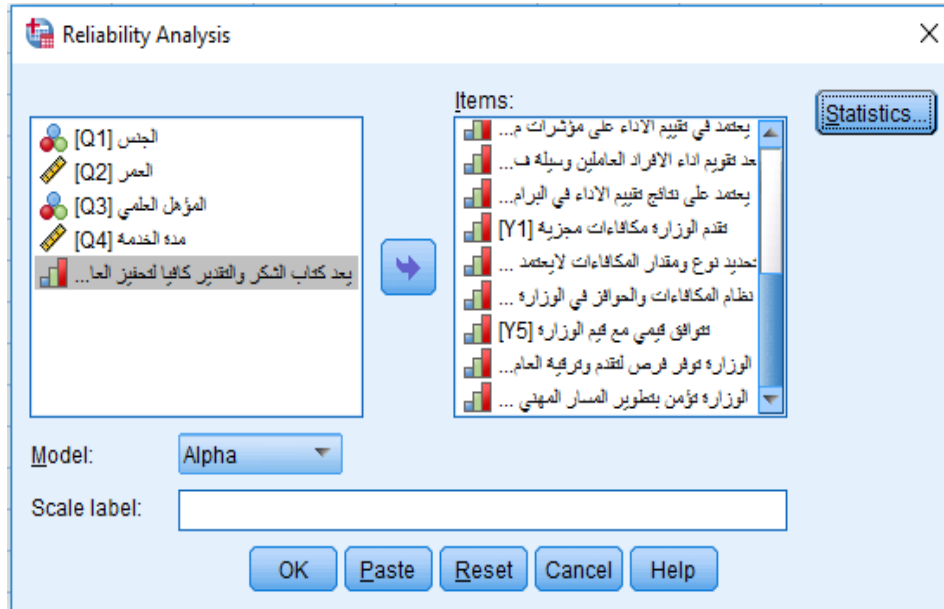 Reliability Analysis
الجنس [Q1]
العمر [Q2]
المؤهل العلمي [Q3]
مدة الخدمة [Q4]
يعد كتاب الشكر والتقدير كافيا لتحفيز العا...
Items:
يعتمد في تقييم الاداء على مؤشرات م...
عد تقويم اداء الافراد العاملين وسيلة ف...
يعتمد على نتائج تقييم الاداء في البرام...
تقدم الوزارة مكافاءات مجزية [Y1]
تحديد نوع ومقدار المكافاءات لايعتمد ...
نظام المكافاءات والحوافز في الوزارة ...
تتوافق قيمي مع قيم الوزارة [Y5]
الوزارة توفر فرص لتقدم وترقية العام...
الوزارة تؤمن بتطوير المسار المهني ...
Statistics...
Model:
Alpha
Scale label:
OK
Paste
Reset
Cancel
Help